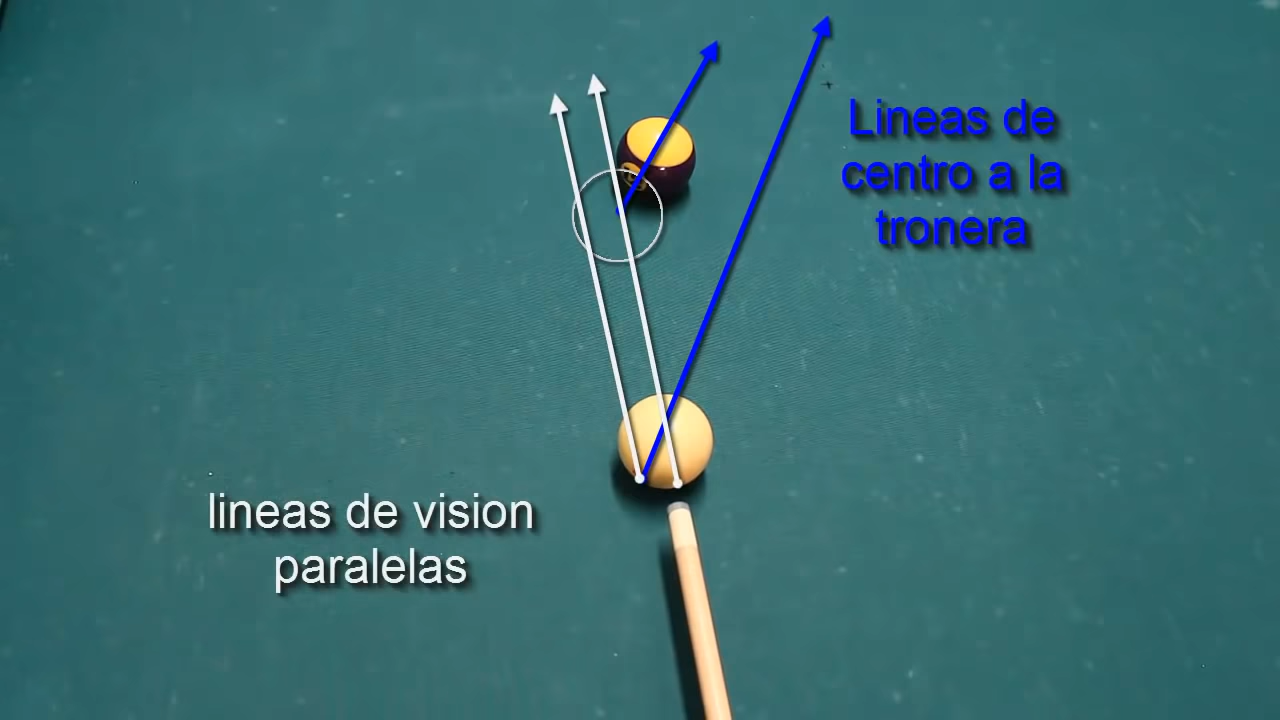 Lineas de
centro a la
tronera
lineas de vision
paralelas